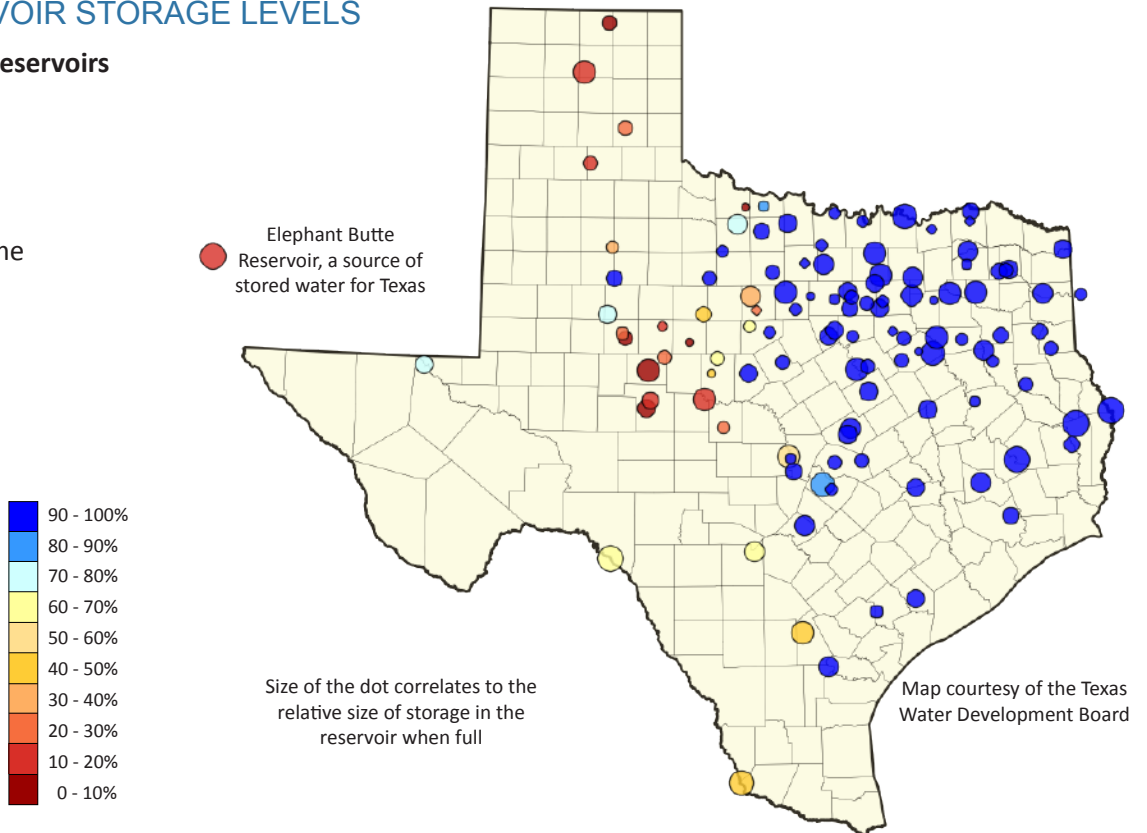 VOIR STORAGE LEVELS
eservoirs
ne
Elephant Butte
Reservoir, a source of
stored water for Texas
90 - 100%
80 - 90%
70 - 80%
60 - 70%
50 - 60%
40 - 50%
30 - 40%
20 - 30%
10 - 20%
0 - 10%
Size of the dot correlates to the
relative size of storage in the
reservoir when full
Map courtesy of the Texas
Water Development Board